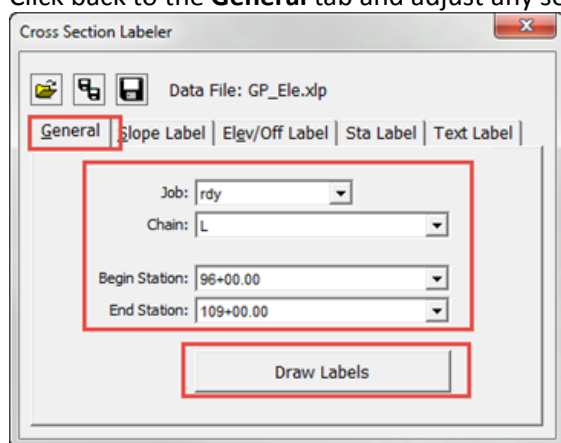 Click back to the General tab and adjust any se
Cross Section Labeler
Data File: GP_Ele.xlp
General Slope Label Elev/Off Label Sta Label Text Label
Job: rdy
Chain: L
Begin Station: 96+00.00
End Station: 109+00.00
Draw Labels